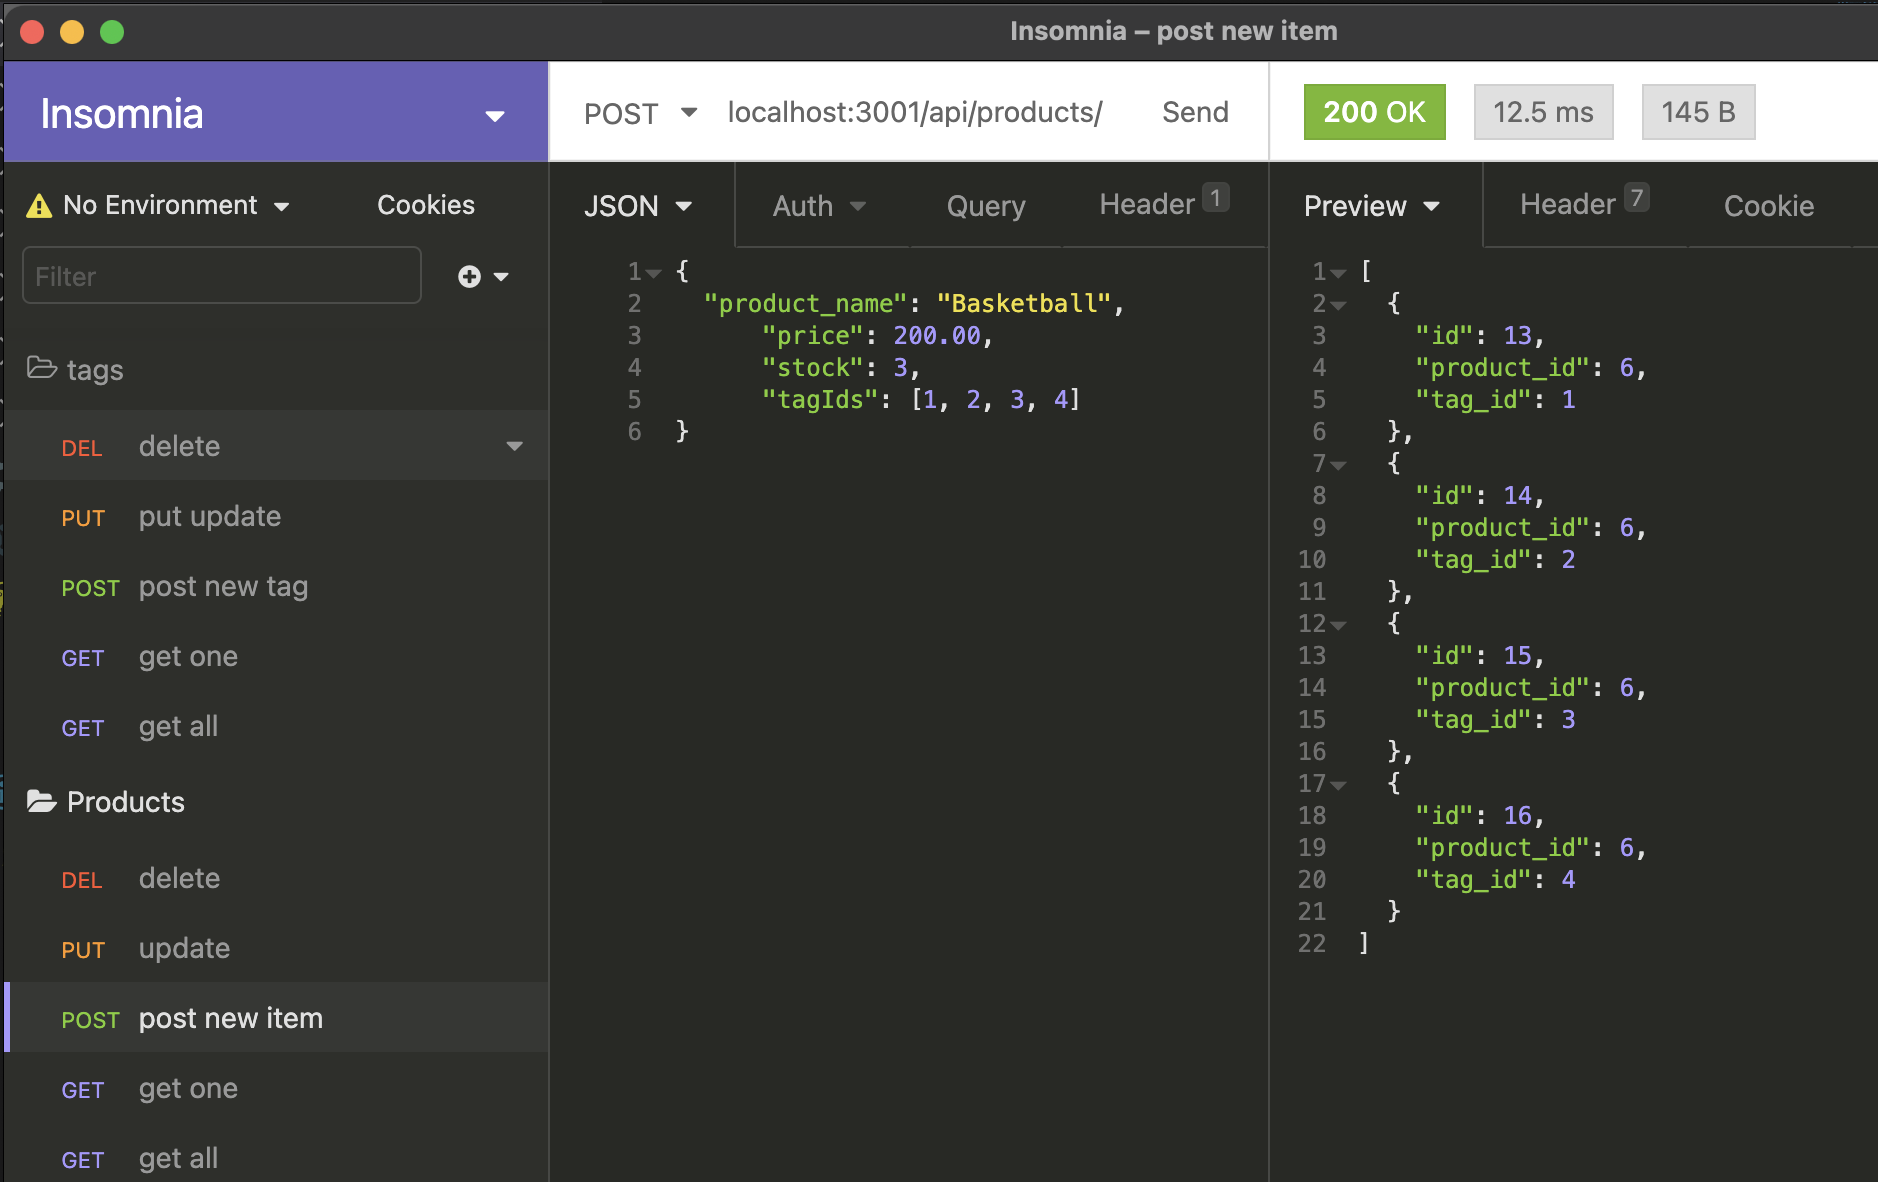 Insomnia – post new item
Insomnia
POST localhost:3001/api/products/ Send
200 OK 12.5 ms 145 B
No Environment Cookies
Filter
tags
DEL delete
PUT put update
POST post new tag
GET get one
GET get all
Products
DEL delete
PUT update
POST post new item
GET get one
GET get all
JSON Auth Query Header 1
1 {
2 "product_name": "Basketball",
3 "price": 200.00,
4 "stock": 3,
5 "tagIds": [1, 2, 3, 4]
6 }
Preview Header 7 Cookie
1 [
2 {
3 "id": 13,
4 "product_id": 6,
5 "tag_id": 1
6 },
7 {
8 "id": 14,
9 "product_id": 6,
10 "tag_id": 2
11 },
12 {
13 "id": 15,
14 "product_id": 6,
15 "tag_id": 3
16 },
17 {
18 "id": 16,
19 "product_id": 6,
20 "tag_id": 4
21 }
22 ]